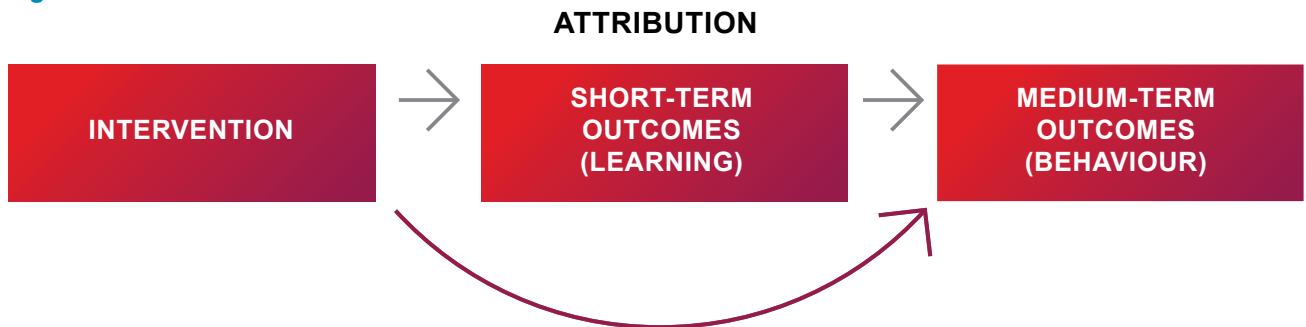 ATTRIBUTION
INTERVENTION
SHORT-TERM
OUTCOMES
(LEARNING)
MEDIUM-TERM
OUTCOMES
(BEHAVIOUR)